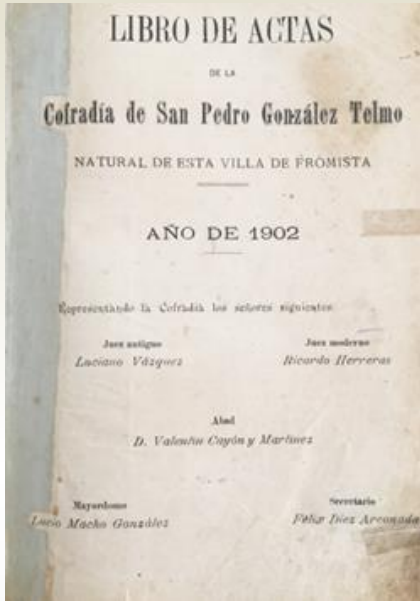 LIBRO DE ACTAS
DE LA
Cofradía de San Pedro González Telmo
NATURAL DE ESTA VILLA DE FROMISTA
AÑO DE 1902
Representando la Cofradía los señores siguientes
Juez antiguo
Juez moderno
Luciano Vázquez
Ricardo Herreras
Abad
D. Valentín Cayón y Martínez
Mayordomo
Secretario
Lucio Macho González
Félix Díez Arconada